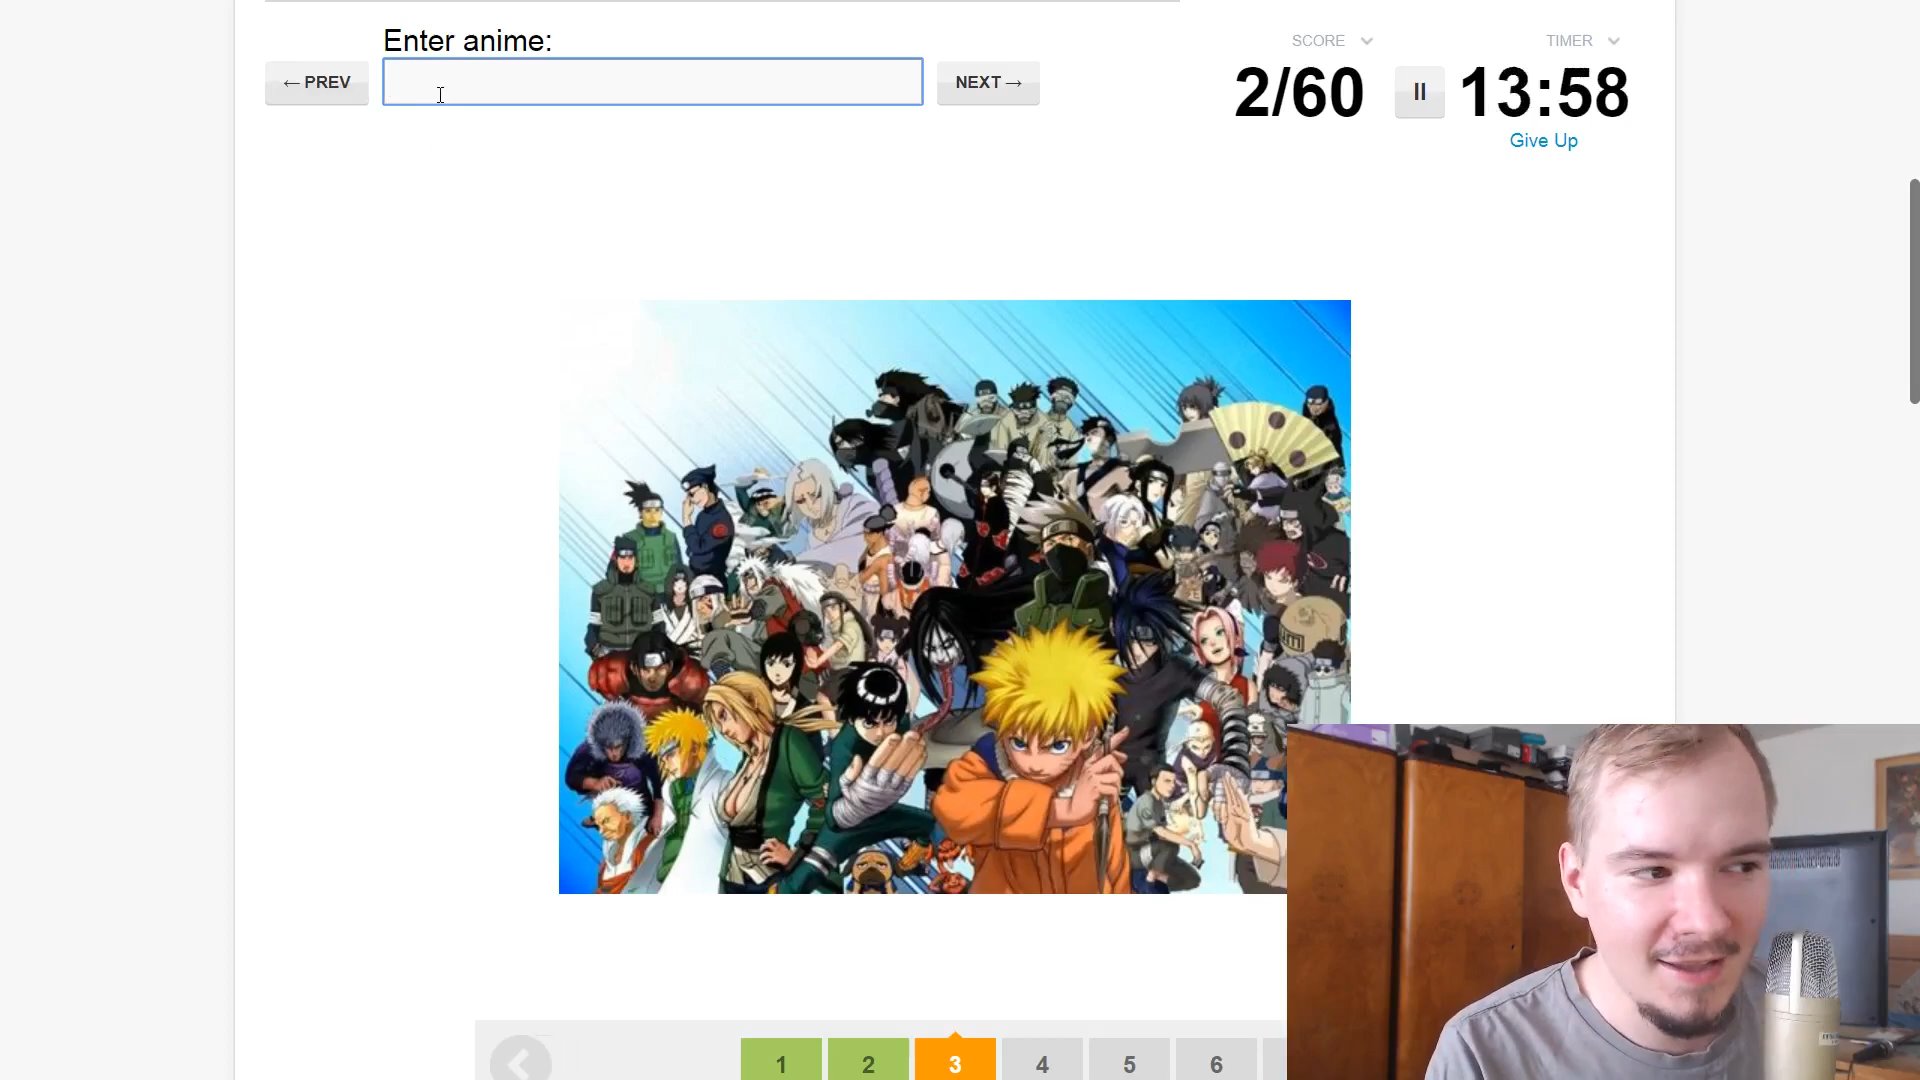 Enter anime:
SCORE
TIMER
← PREV
NEXT →
2/60
13:58
Give Up
1
2
3
4
5
6